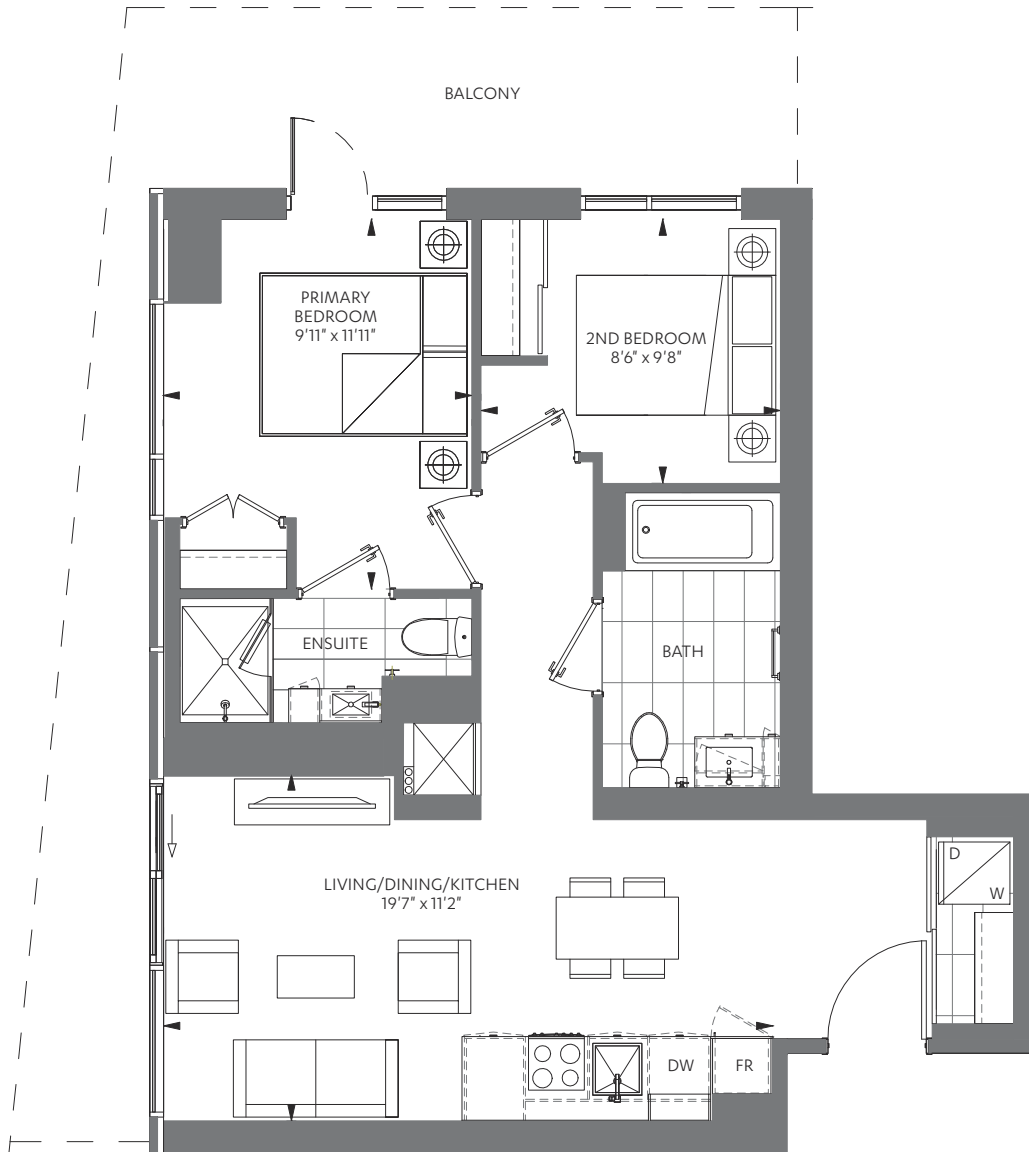 BALCONY
PRIMARY
BEDROOM
9'11" x 11'11"
2ND BEDROOM
8'6" x 9'8"
ENSUITE
BATH
LIVING/DINING/KITCHEN
19'7" x 11'2"
D
W
DW
FR